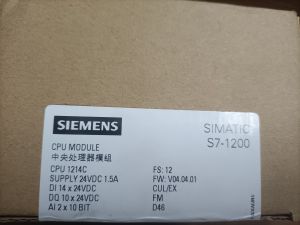 SIEMENS
SIMATIC
S7-1200
CPU MODULE
中央处理器模组
CPU 1214C
FS: 12
SUPPLY 24VDC 1.5A
FW: V04.04.01
DI 14 x 24VDC
CUL/EX
DQ 10 x 24VDC
FM
AI 2 x 10 BIT
D46